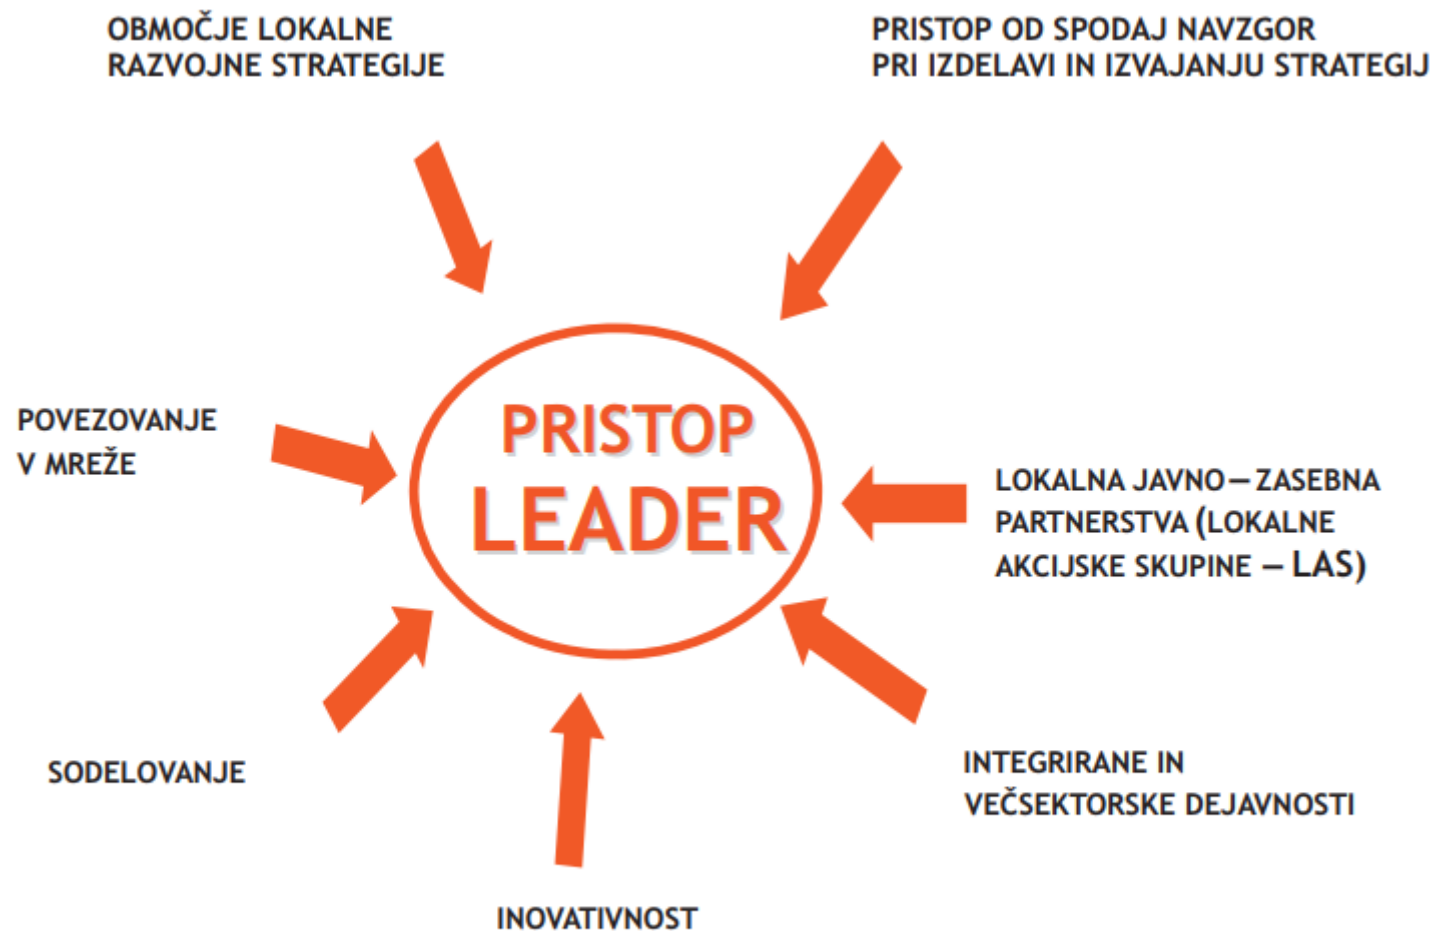 OBMOČJE LOKALNE
RAZVOJNE STRATEGIJE
PRISTOP OD SPODAJ NAVZGOR
PRI IZDELAVI IN IZVAJANJU STRATEGIJ
POVEZOVANJE
V MREŽE
PRISTOP
LEADER
LOKALNA JAVNO – ZASEBNA
PARTNERSTVA (LOKALNE
AKCIJSKE SKUPINE – LAS)
SODELOVANJE
INTEGRIRANE IN
VEČSEKTORSKE DEJAVNOSTI
INOVATIVNOST